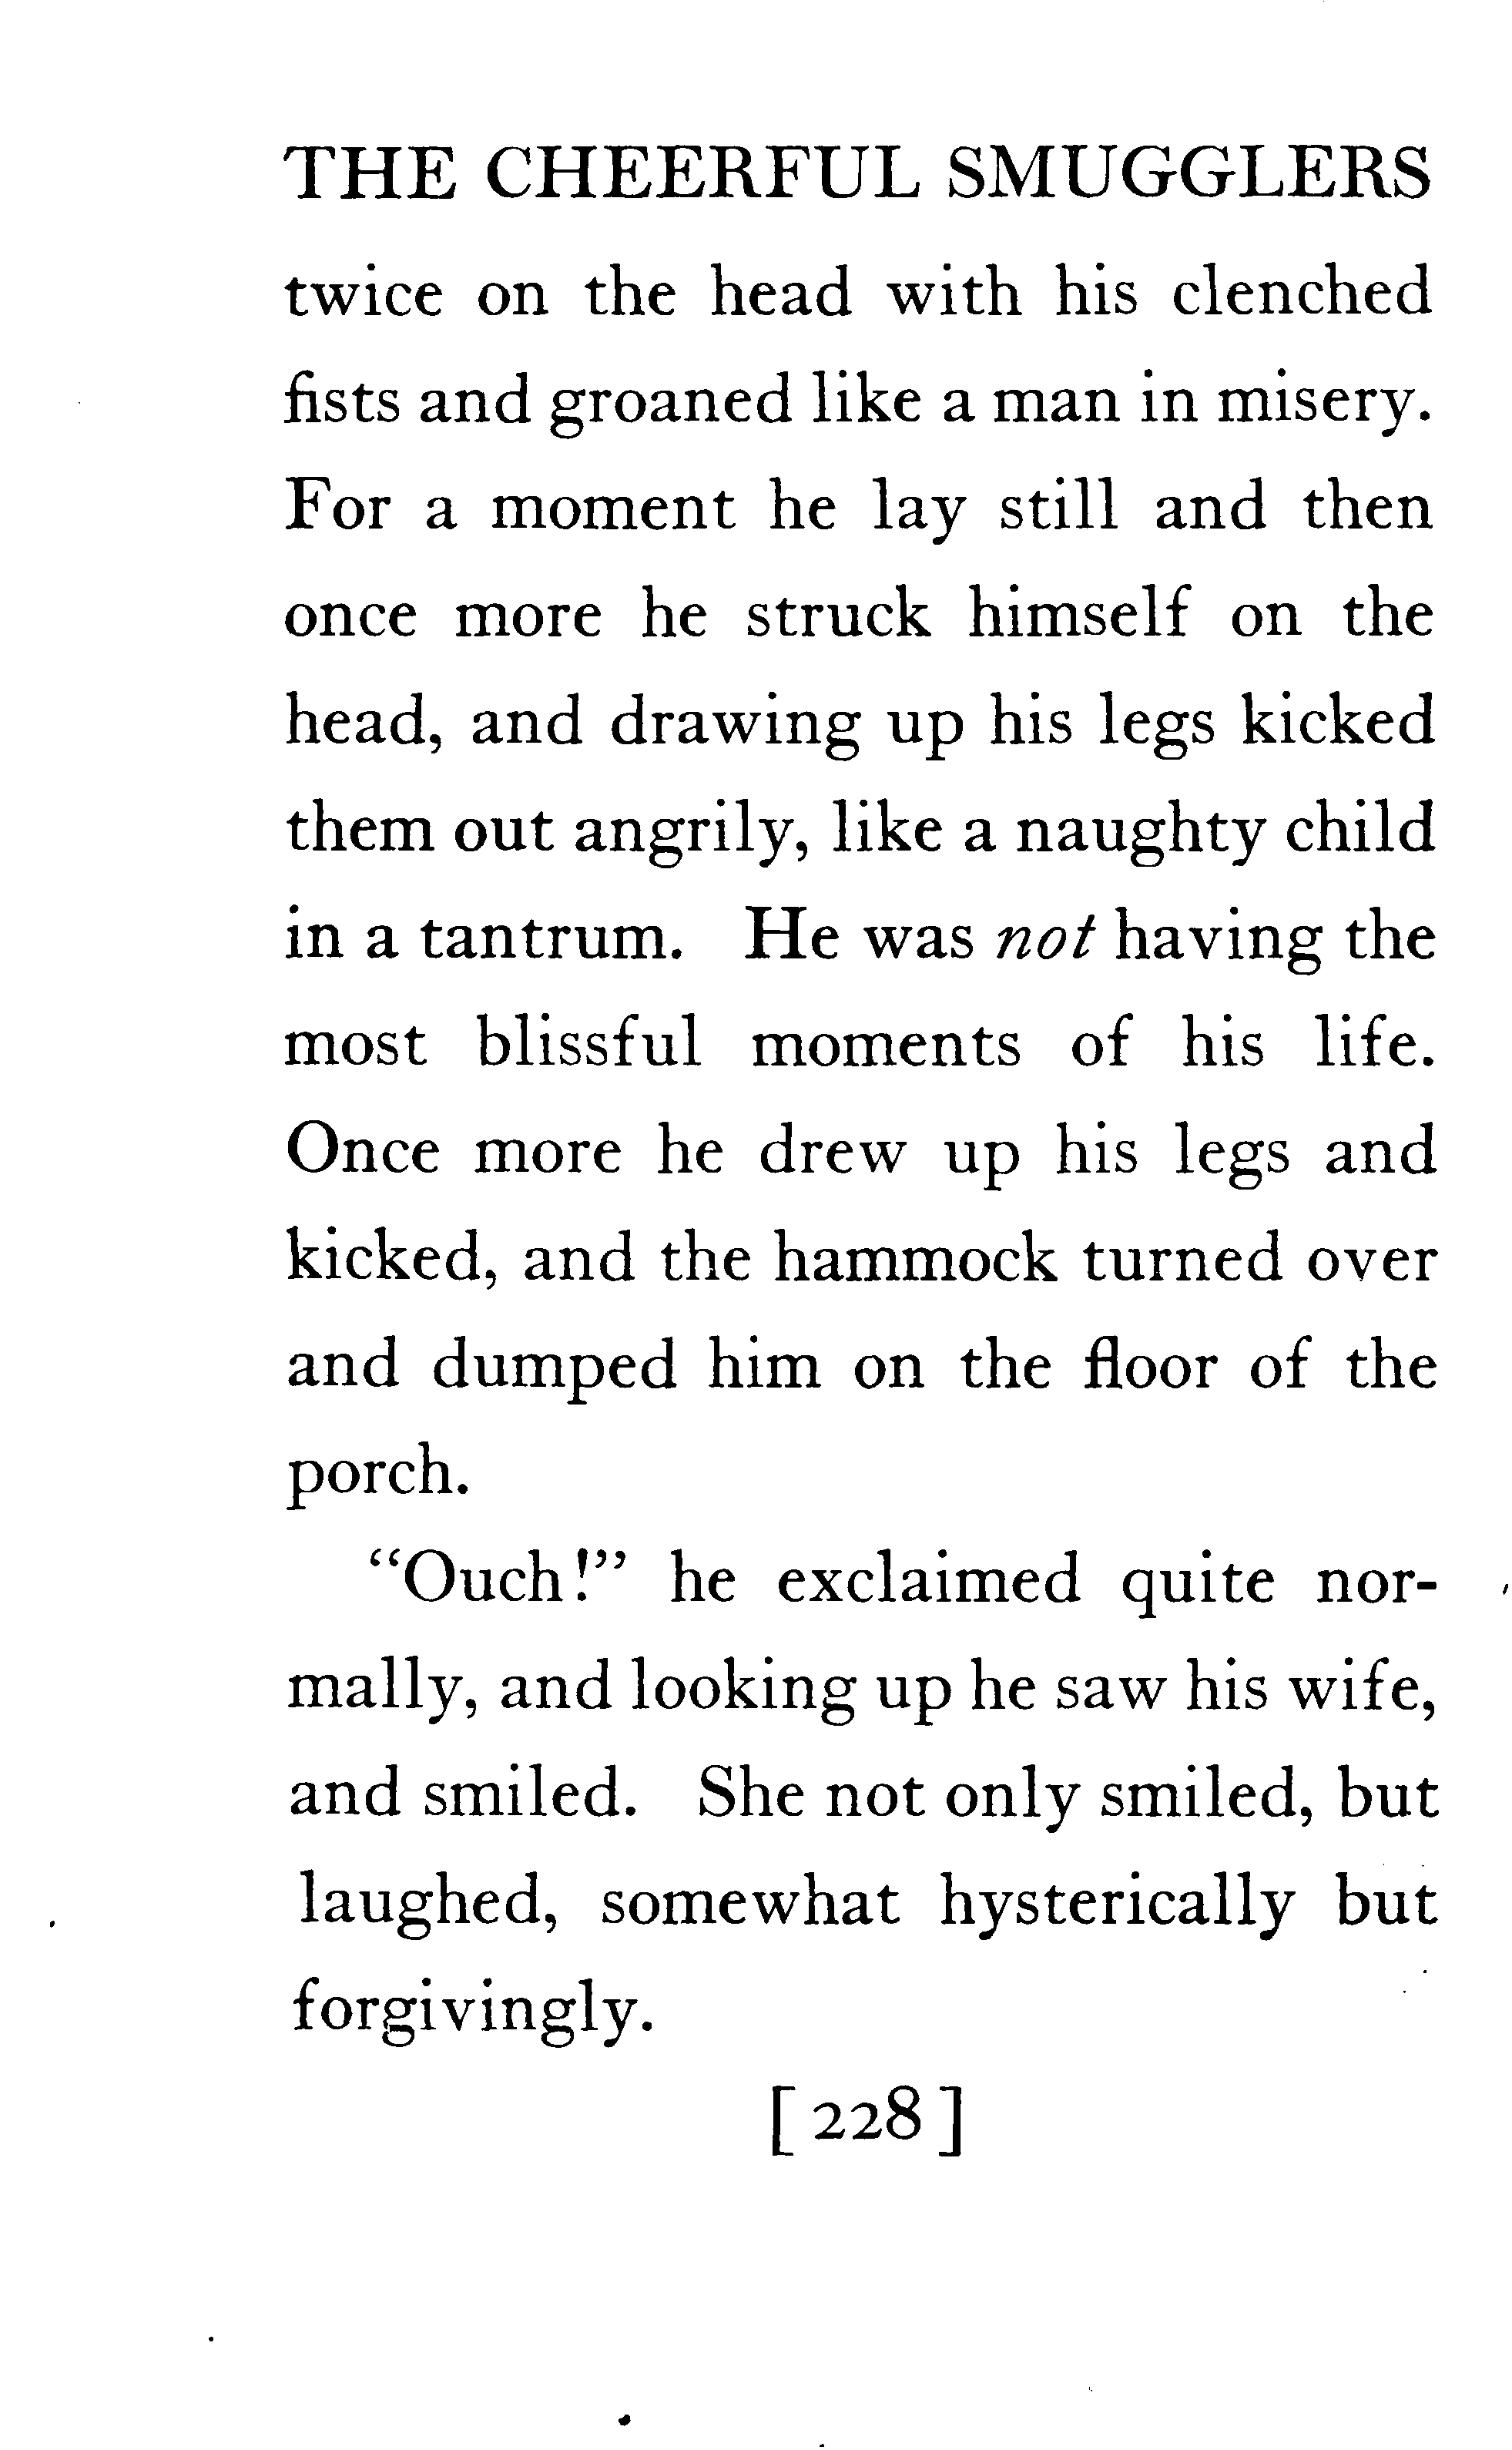 THE CHEERFUL SMUGGLERS
twice on the head with his clenched
fists and groaned like a man in misery.
For a moment he lay still and then
once more he struck himself on the
head, and drawing up his legs kicked
them out angrily, like a naughty child
in a tantrum. He was not having the
most blissful moments of his life.
Once more he drew up his legs and
kicked, and the hammock turned over
and dumped him on the floor of the
porch.
“Ouch!” he exclaimed quite nor-
mally, and looking up he saw his wife,
and smiled. She not only smiled, but
laughed, somewhat hysterically but
forgivingly.
[ 228 ]